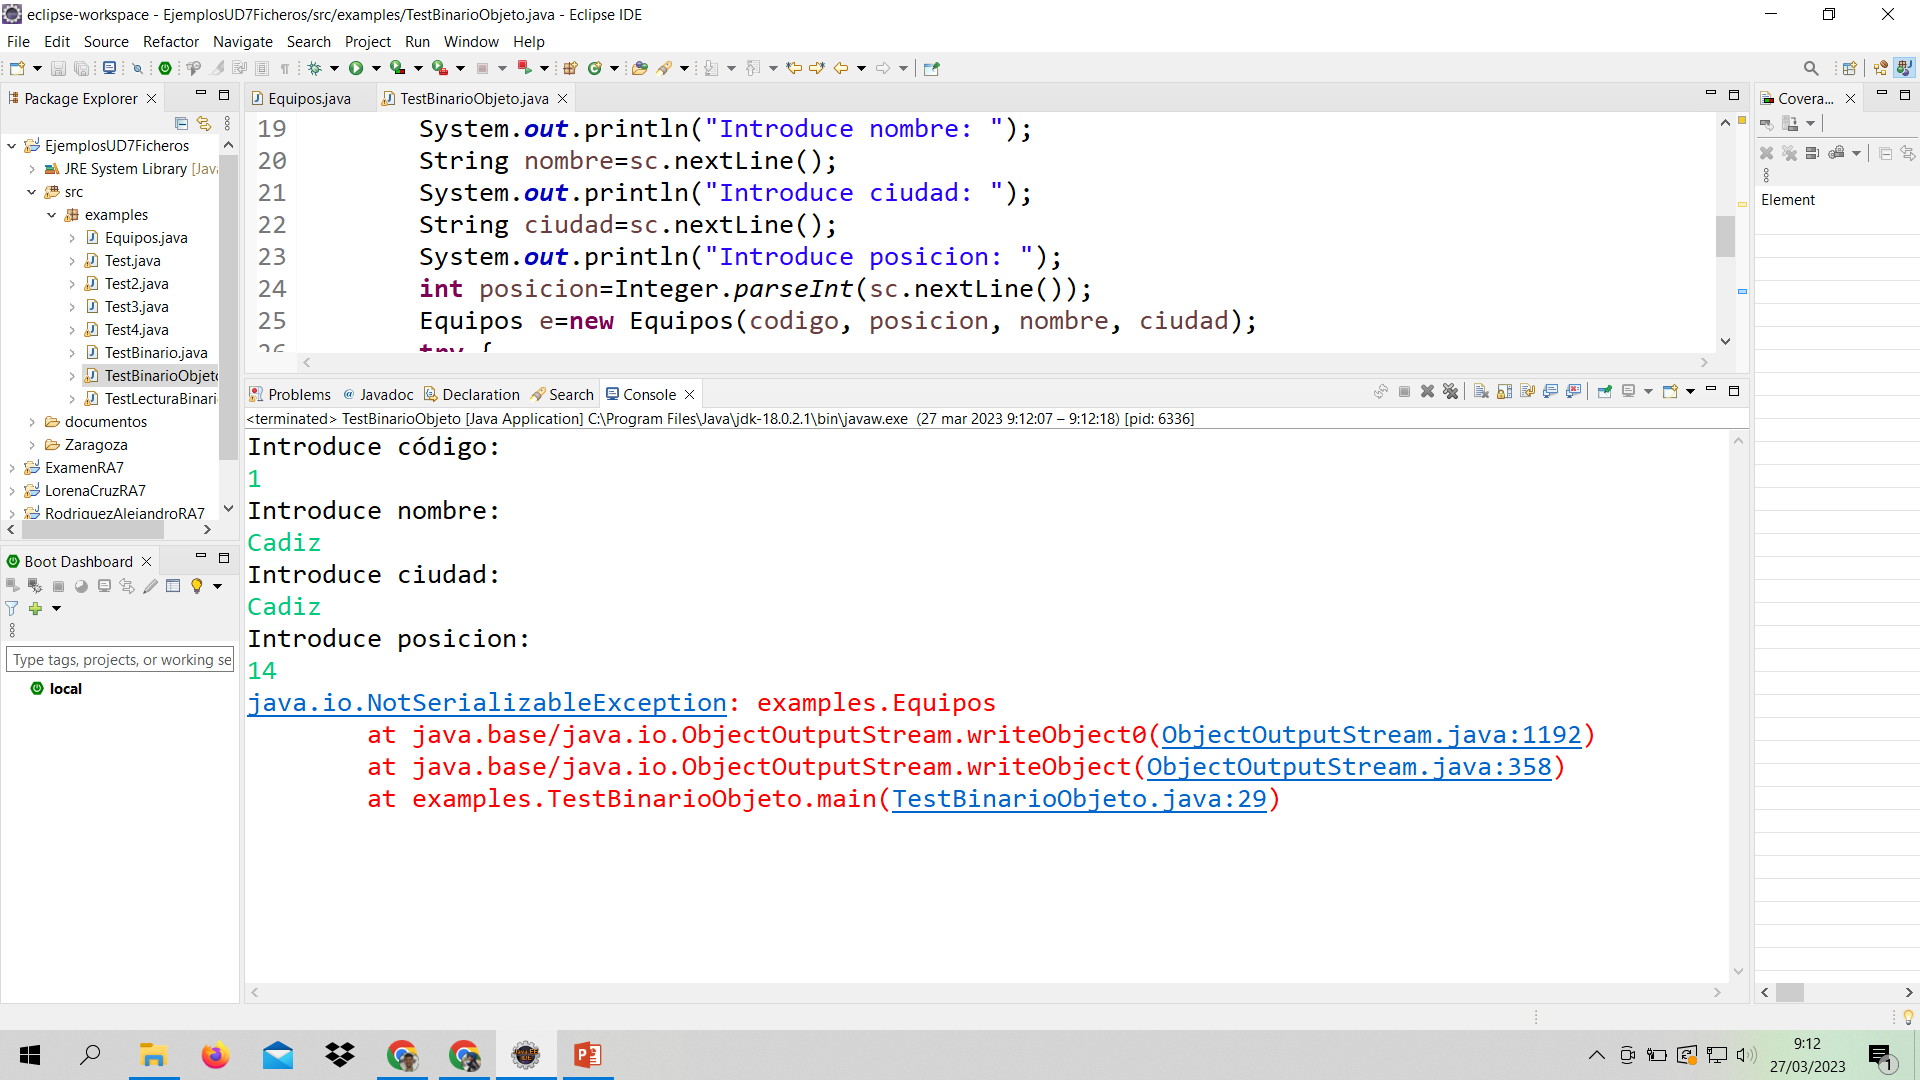 eclipse-workspace - EjemplosUD7Ficheros/src/examples/TestBinarioObjeto.java - Eclipse IDE
File Edit Source Refactor Navigate Search Project Run Window Help
Package Explorer
EjemplosUD7Ficheros
JRE System Library [Java
src
examples
Equipos.java
Test.java
Test2.java
Test3.java
Test4.java
TestBinario.java
TestBinarioObjeto
TestLecturaBinari
documentos
Zaragoza
ExamenRA7
LorenaCruzRA7
RodriguezAlejandroRA7
Boot Dashboard
Type tags, projects, or working se
local
Equipos.java TestBinarioObjeto.java
19 System.out.println("Introduce nombre: ");
20 String nombre=sc.nextLine();
21 System.out.println("Introduce ciudad: ");
22 String ciudad=sc.nextLine();
23 System.out.println("Introduce posicion: ");
24 int posicion=Integer.parseInt(sc.nextLine());
25 Equipos e=new Equipos(codigo, posicion, nombre, ciudad);
26 try {
Problems Javadoc Declaration Search Console
<terminated> TestBinarioObjeto [Java Application] C:\Program Files\Java\jdk-18.0.2.1\bin\javaw.exe (27 mar 2023 9:12:07 – 9:12:18) [pid: 6336]
Introduce código:
1
Introduce nombre:
Cadiz
Introduce ciudad:
Cadiz
Introduce posicion:
14
java.io.NotSerializableException: examples.Equipos
at java.base/java.io.ObjectOutputStream.writeObject0(ObjectOutputStream.java:1192)
at java.base/java.io.ObjectOutputStream.writeObject(ObjectOutputStream.java:358)
at examples.TestBinarioObjeto.main(TestBinarioObjeto.java:29)
Covera...
Element
9:12
27/03/2023
1